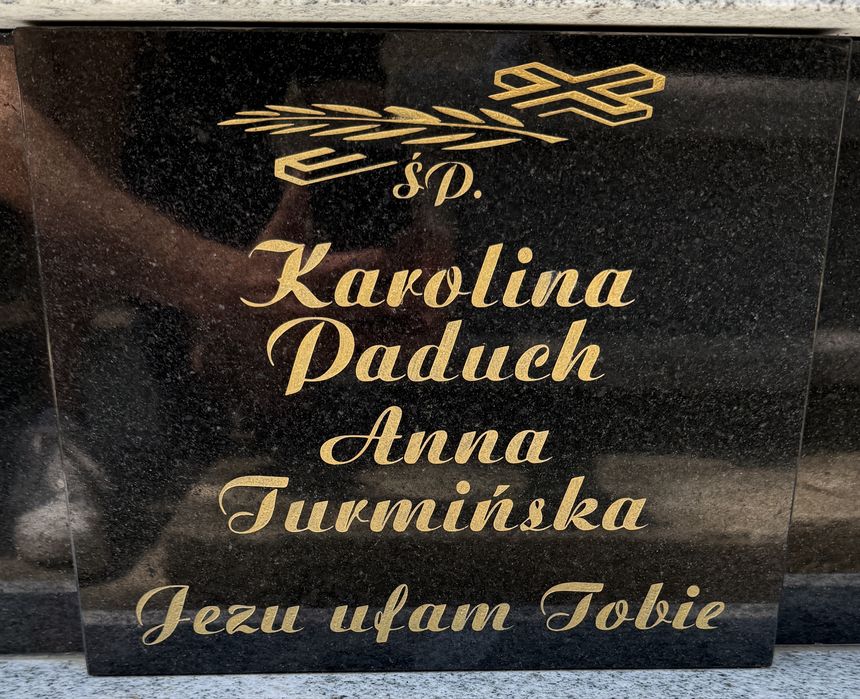 ŚP.
Karolina
Paduch
Anna
Turmińska
Jezu ufam Tobie